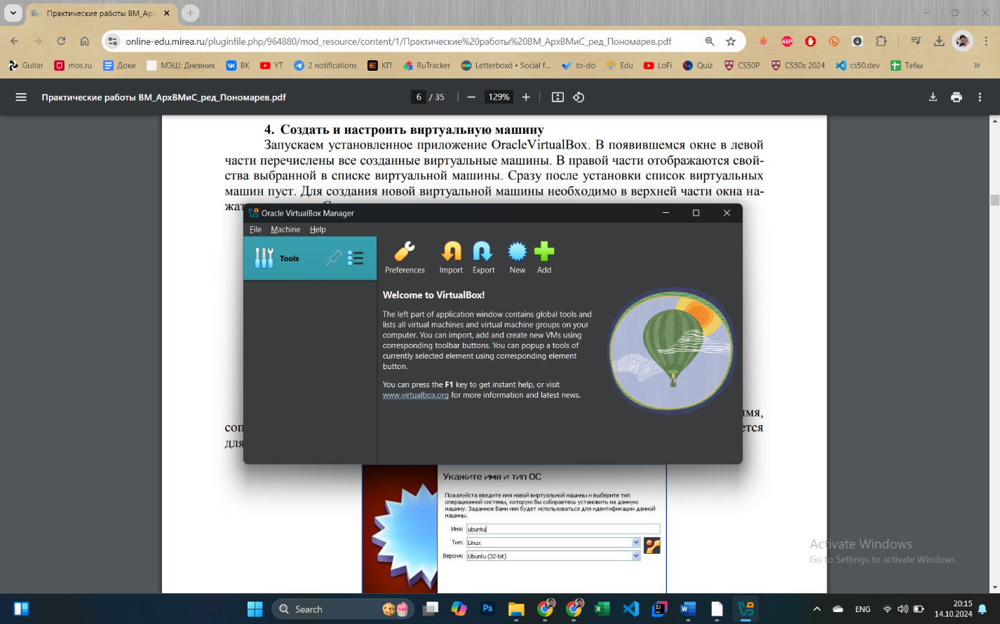 Практические работы ВМ_Арх
online-edu.mirea.ru/pluginfile.php/964880/mod_resource/content/1/Практические%20работы%20ВМ_АрхВМиС_ред_Пономарев.pdf
ABP
Guitar
mos.ru
Доки
МЭШ: Дневник
ВК
YT
2 notifications
КП
RuTracker
Letterboxd • Social f...
to-do
Edu
LoFi
Quiz
CS50P
CS50x 2024
cs50.dev
Табы
»
Практические работы ВМ_АрхВМиС_ред_Пономарев.pdf
6 / 35
129%
4. Создать и настроить виртуальную машину
Запускаем установленное приложение OracleVirtualBox. В появившемся окне в левой
части перечислены все созданные виртуальные машины. В правой части отображаются свой-
ства выбранной в списке виртуальной машины. Сразу после установки список виртуальных
машин пуст. Для создания новой виртуальной машины необходимо в верхней части окна на-
Oracle VirtualBox Manager
File Machine Help
Tools
Preferences
Import
Export
New
Add
Welcome to VirtualBox!
The left part of application window contains global tools and
lists all virtual machines and virtual machine groups on your
computer. You can import, add and create new VMs using
corresponding toolbar buttons. You can popup a tools of
currently selected element using corresponding element
button.
You can press the F1 key to get instant help, or visit
www.virtualbox.org for more information and latest news.
имя,
для
Укажите имя и тип ОС
Пожалуйста введите имя новой виртуальной машины и выберите тип
операционной системы, которую Вы собираетесь установить на данную
машину. Заданное Вами имя будет использоваться для идентификации данной
машины.
Имя: ubuntu
Тип: Linux
Версия: Ubuntu (32-bit)
Activate Windows
Go to Settings to activate Windows.
Search
Ps
ENG
20:15
14.10.2024